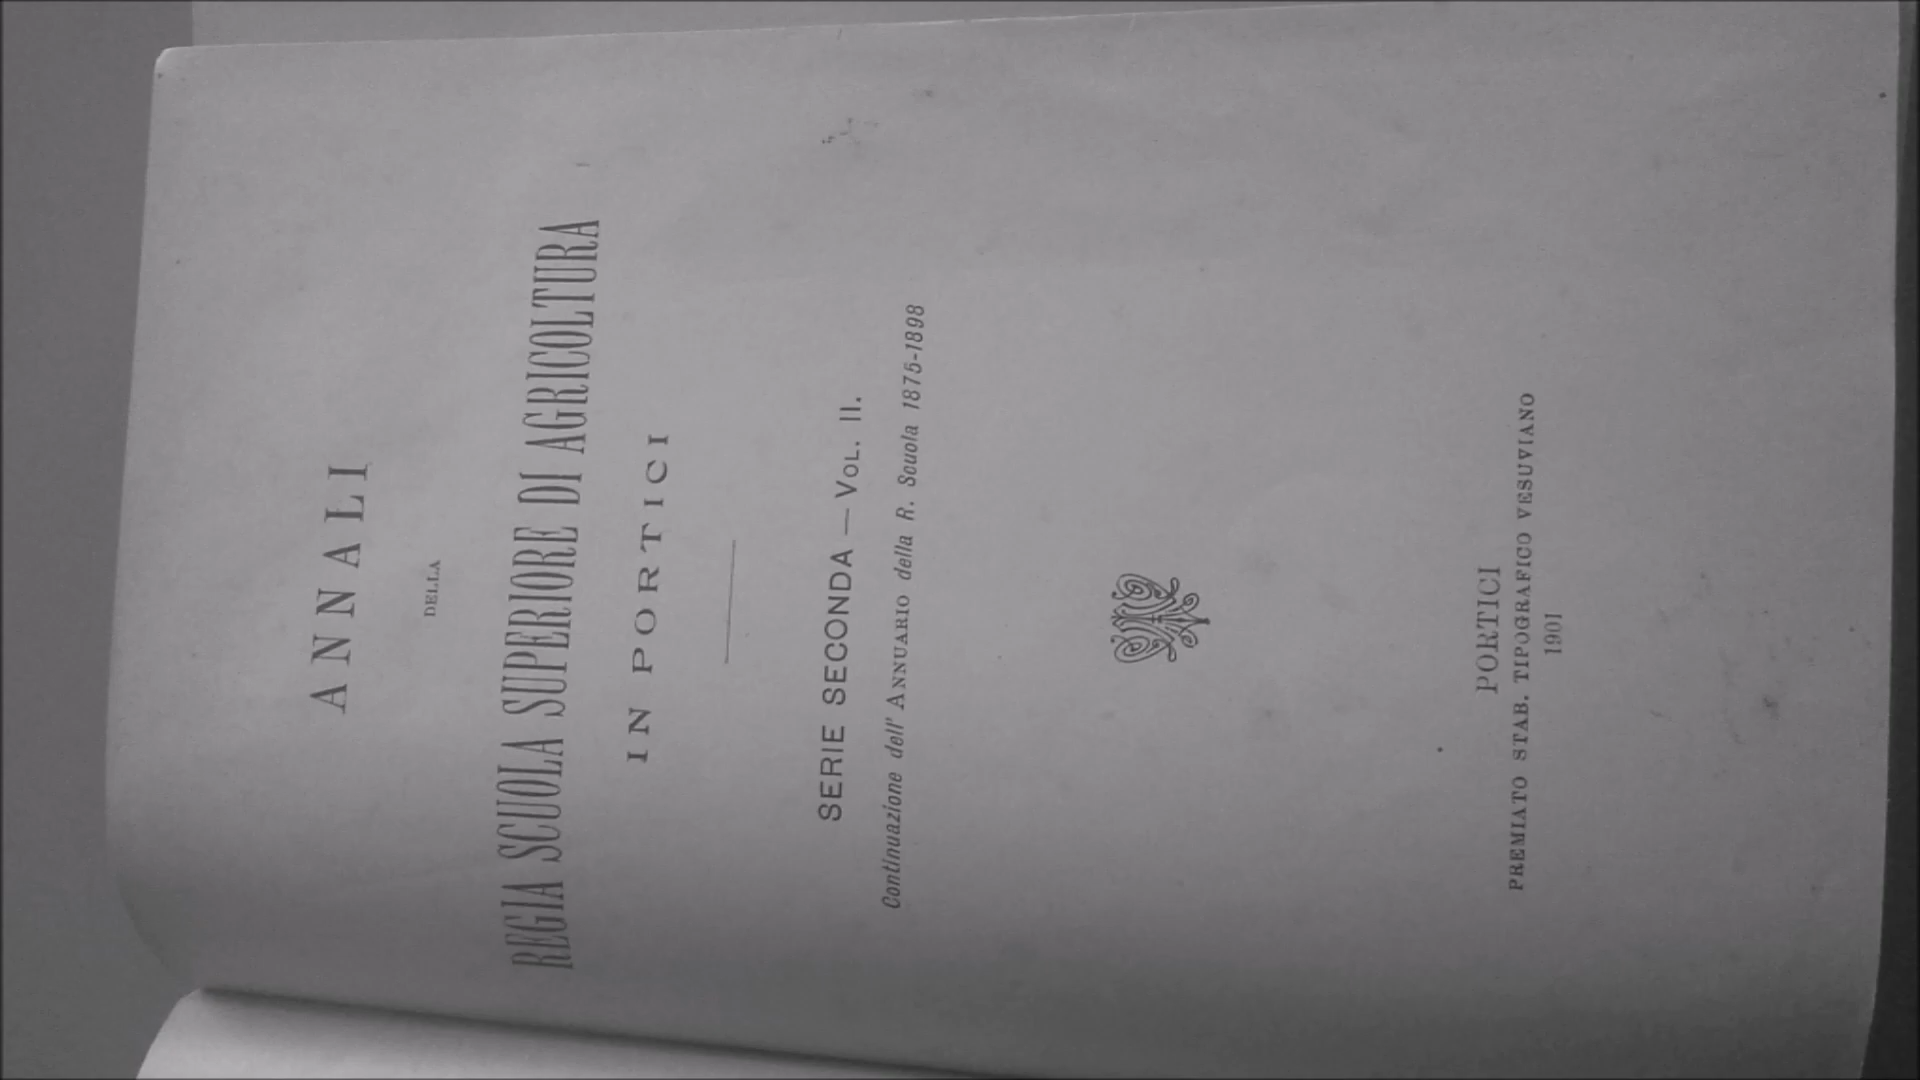 ANNALI
DELLA
REGIA SCUOLA SUPERIORE DI AGRICOLTURA
IN PORTICI
SERIE SECONDA — VOL. II.
Continuazione dell' ANNUARIO della R. Scuola 1875-1898
PORTICI
PREMIATO STAB. TIPOGRAFICO VESUVIANO
1901